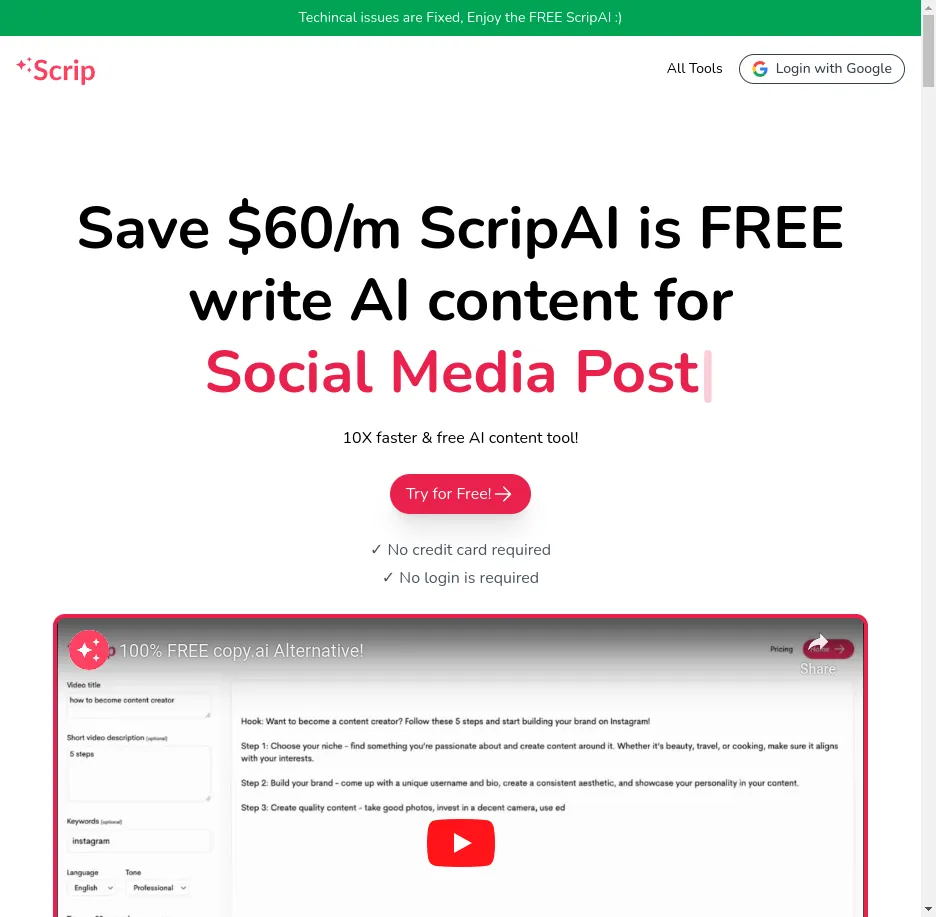 Techincal issues are Fixed, Enjoy the FREE ScripAI :)
Scrip
All Tools
Login with Google
Save $60/m ScripAI is FREE
write AI content for
Social Media Post
10X faster & free AI content tool!
Try for Free!
✓ No credit card required
✓ No login is required
100% FREE copy.ai Alternative!
Pricing
Share
Video title
how to become content creator
Short video description (optional)
5 steps
Keywords (optional)
instagram
Language
Tone
English
Professional
Hook: Want to become a content creator? Follow these 5 steps and start building your brand on Instagram!
Step 1: Choose your niche - find something you're passionate about and create content around it. Whether it's beauty, travel, or cooking, make sure it aligns
with your interests.
Step 2: Build your brand - come up with a unique username and bio, create a consistent aesthetic, and showcase your personality in your content.
Step 3: Create quality content - take good photos, invest in a decent camera, use ed